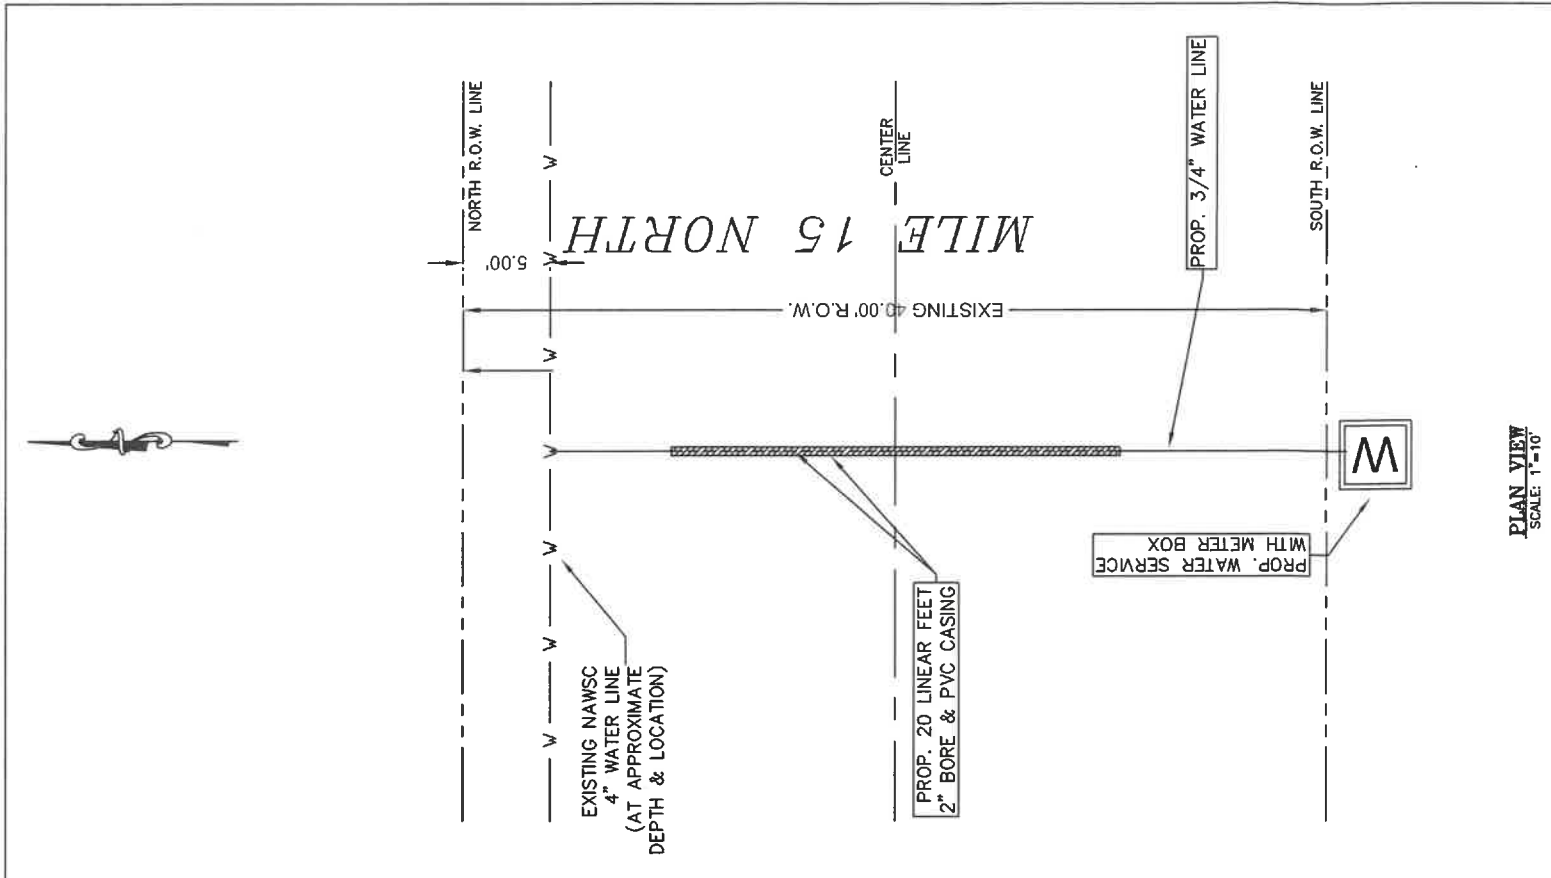 NORTH R.O.W. LINE
CENTER
LINE
PROP. 3/4" WATER LINE
SOUTH R.O.W. LINE
MILE 15 NORTH
5.00'
EXISTING 40.00' R.O.W.
W
W
W
W
W
W
W
W
PROP. WATER SERVICE
WITH METER BOX
EXISTING NAWSC
4" WATER LINE
(AT APPROXIMATE
DEPTH & LOCATION)
PROP. 20 LINEAR FEET
2" BORE & PVC CASING
PLAN VIEW
SCALE: 1"=10'